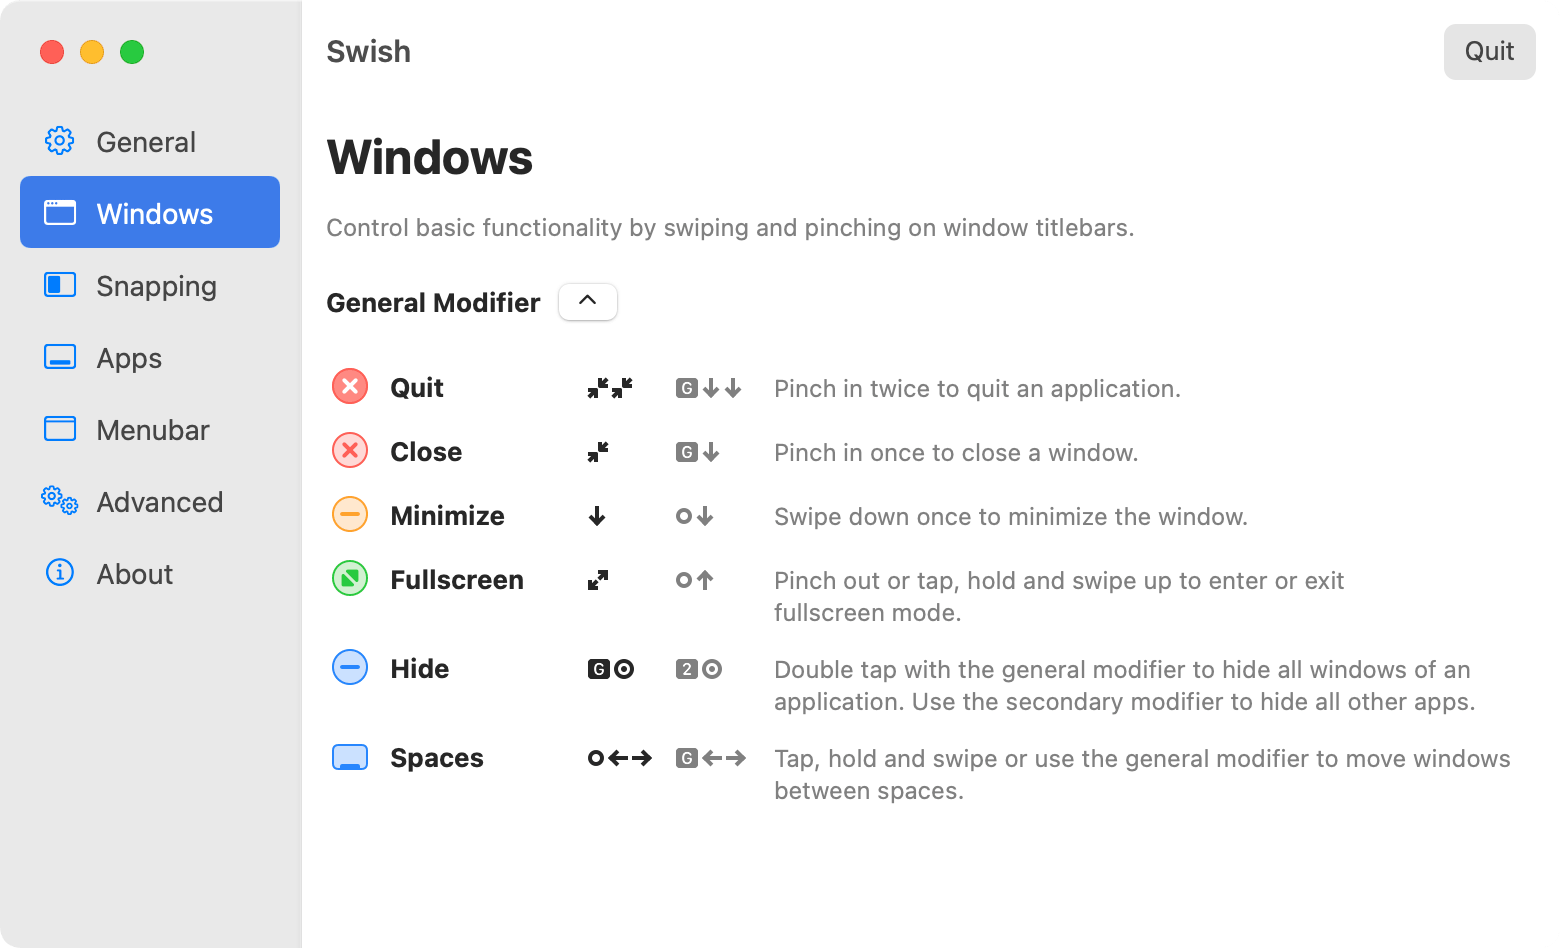 Swish
Quit
General
Windows
Snapping
Apps
Menubar
Advanced
About
Windows
Control basic functionality by swiping and pinching on window titlebars.
General Modifier ^
Quit G Pinch in twice to quit an application.
Close G Pinch in once to close a window.
Minimize Swipe down once to minimize the window.
Fullscreen Pinch out or tap, hold and swipe up to enter or exit
fullscreen mode.
Hide G 2 Double tap with the general modifier to hide all windows of an
application. Use the secondary modifier to hide all other apps.
Spaces G Tap, hold and swipe or use the general modifier to move windows
between spaces.